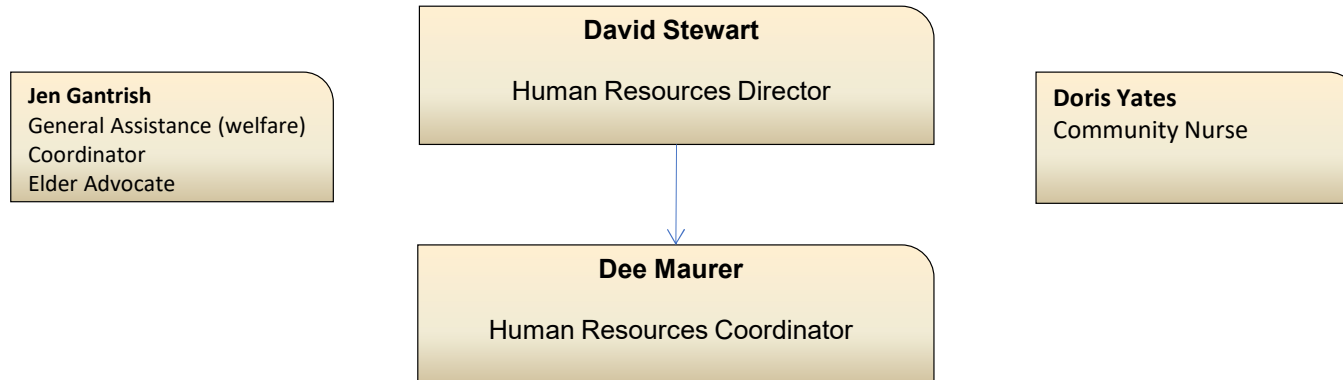 David Stewart
Human Resources Director
Jen Gantrish
General Assistance (welfare)
Coordinator
Elder Advocate
Doris Yates
Community Nurse
Dee Maurer
Human Resources Coordinator